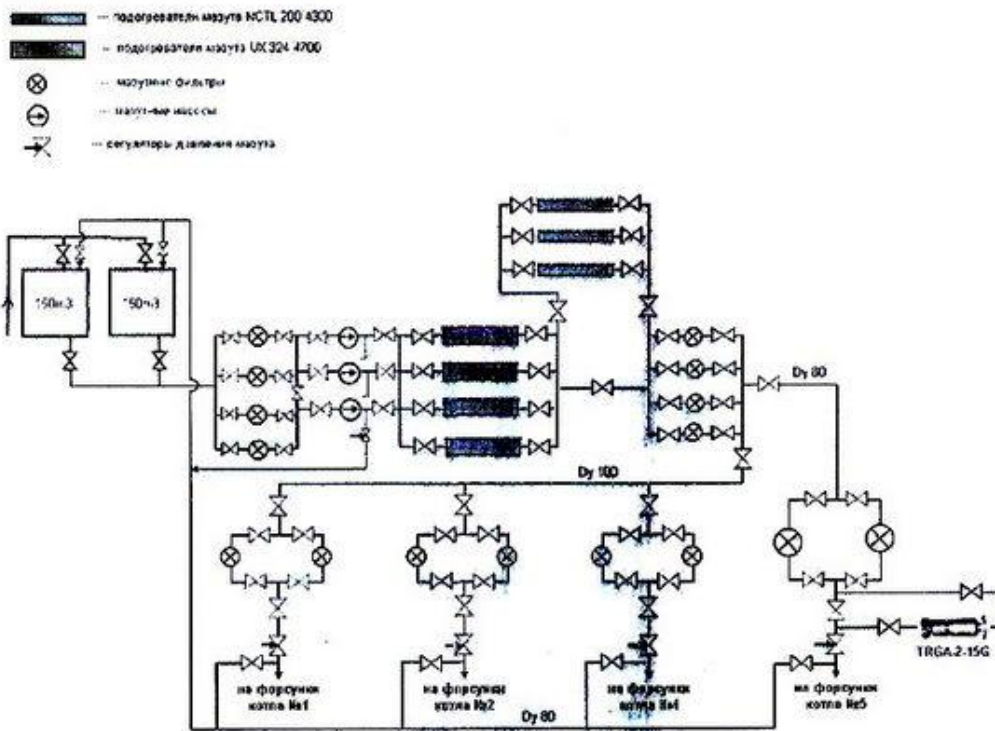 --- подогреватели мазута NCTL 200 4300
-- подогреватели мазута UX 324 4700
--- мазутные фильтры
--- мазутные насосы
--- регуляторы давления мазута
150м3
150м3
Dy 80
Dy 100
TRGA-2-15G
на форсунки
котла №1
на форсунки
котла №2
на форсунки
котла №4
на форсунки
котла №5
Dy 80